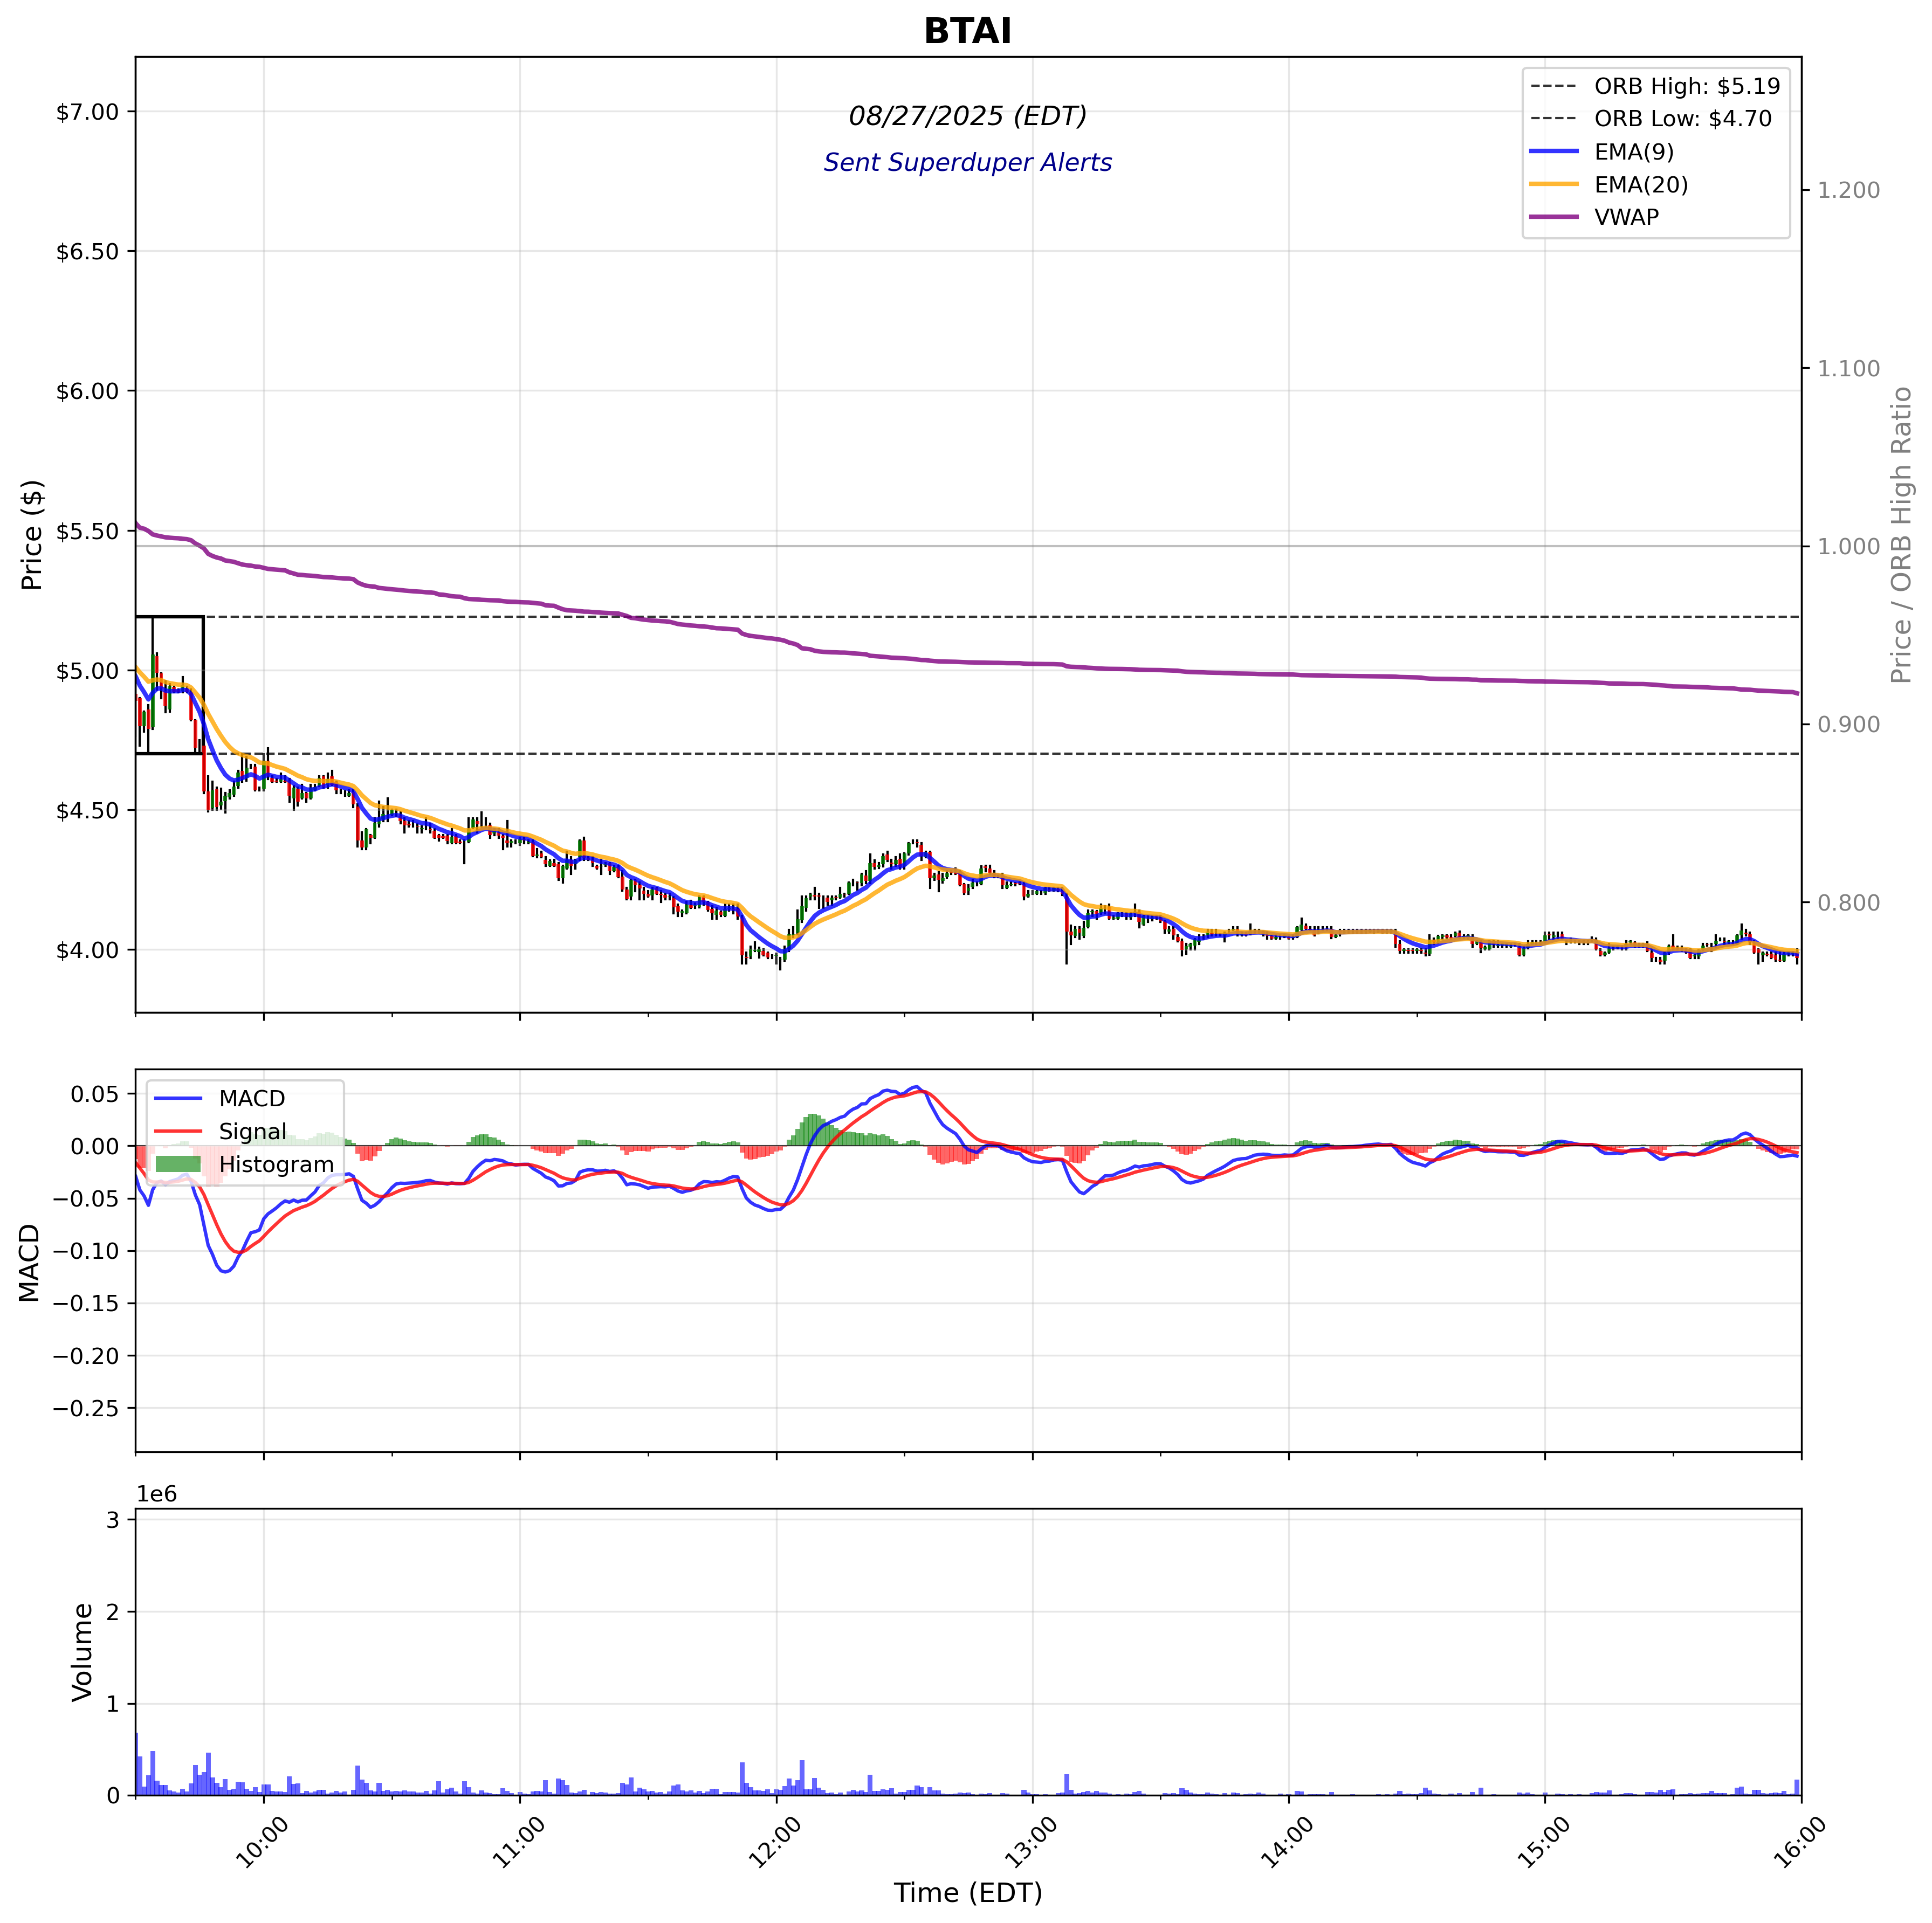 BTAI
08/27/2025 (EDT)
Sent Superduper Alerts
ORB High: $5.19
ORB Low: $4.70
EMA(9)
EMA(20)
VWAP
$7.00
$6.50
$6.00
$5.50
$5.00
$4.50
$4.00
Price ($)
1.200
1.100
1.000
0.900
0.800
Price / ORB High Ratio
MACD
Signal
Histogram
0.05
0.00
−0.05
−0.10
−0.15
−0.20
−0.25
MACD
1e6
3
2
1
0
Volume
10:00
11:00
12:00
13:00
14:00
15:00
16:00
Time (EDT)